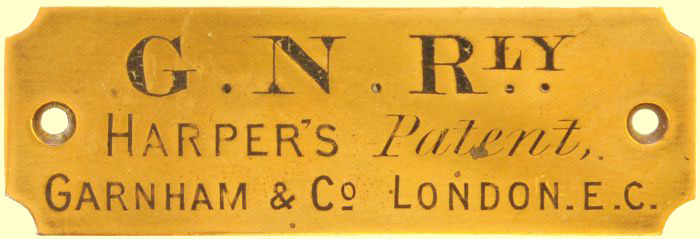 G . N . RLY
HARPER'S Patent,
GARNHAM & Co LONDON. E. C.